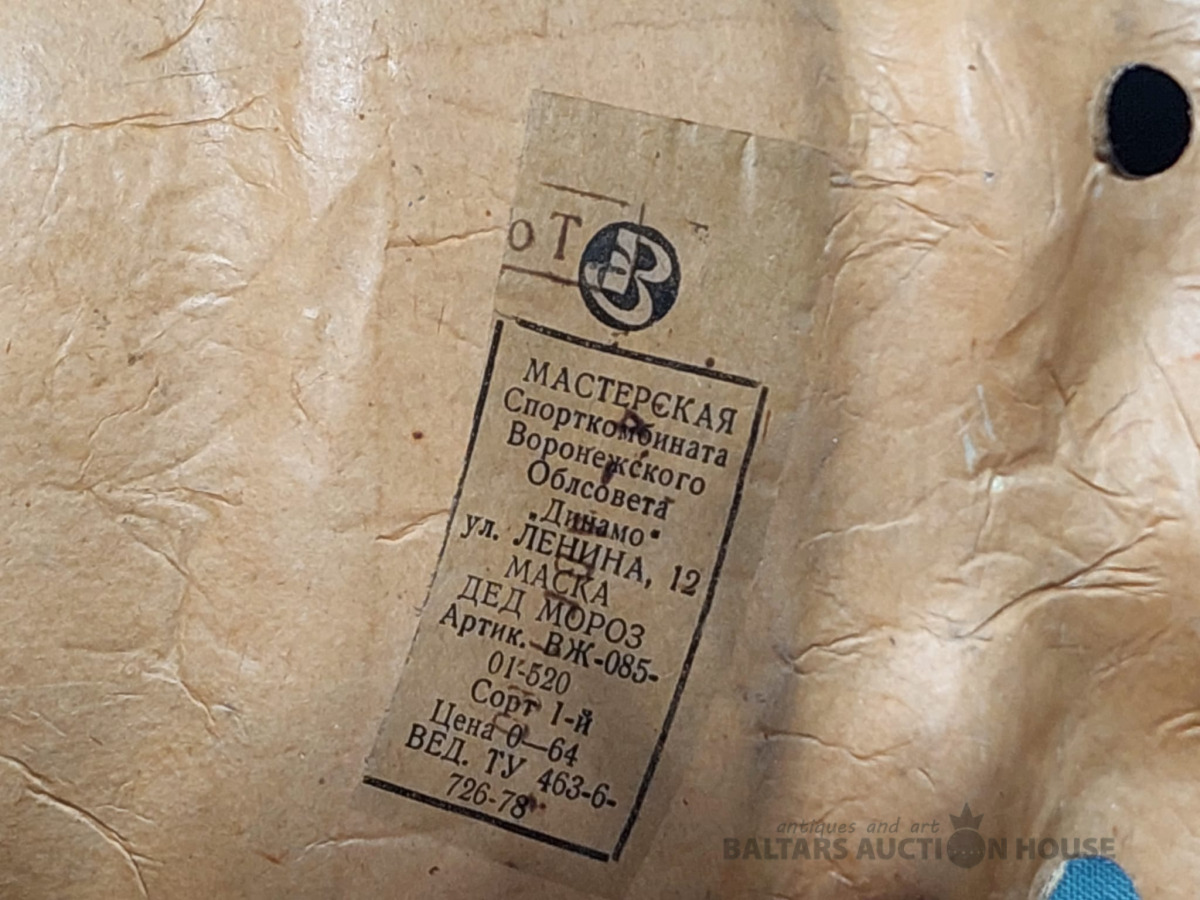 оТ
МАСТЕРСКАЯ
Спорткомбината
Воронежского
Облсовета
„Динамо"
ул. ЛЕНИНА, 12
МАСКА
ДЕД МОРОЗ
Артик. ВЖ-085-
01-520
Сорт 1-й
Цена 0—64
ВЕД. ТУ 463-6-
726-78
antiques and art
BALTARS AUCTION HOUSE